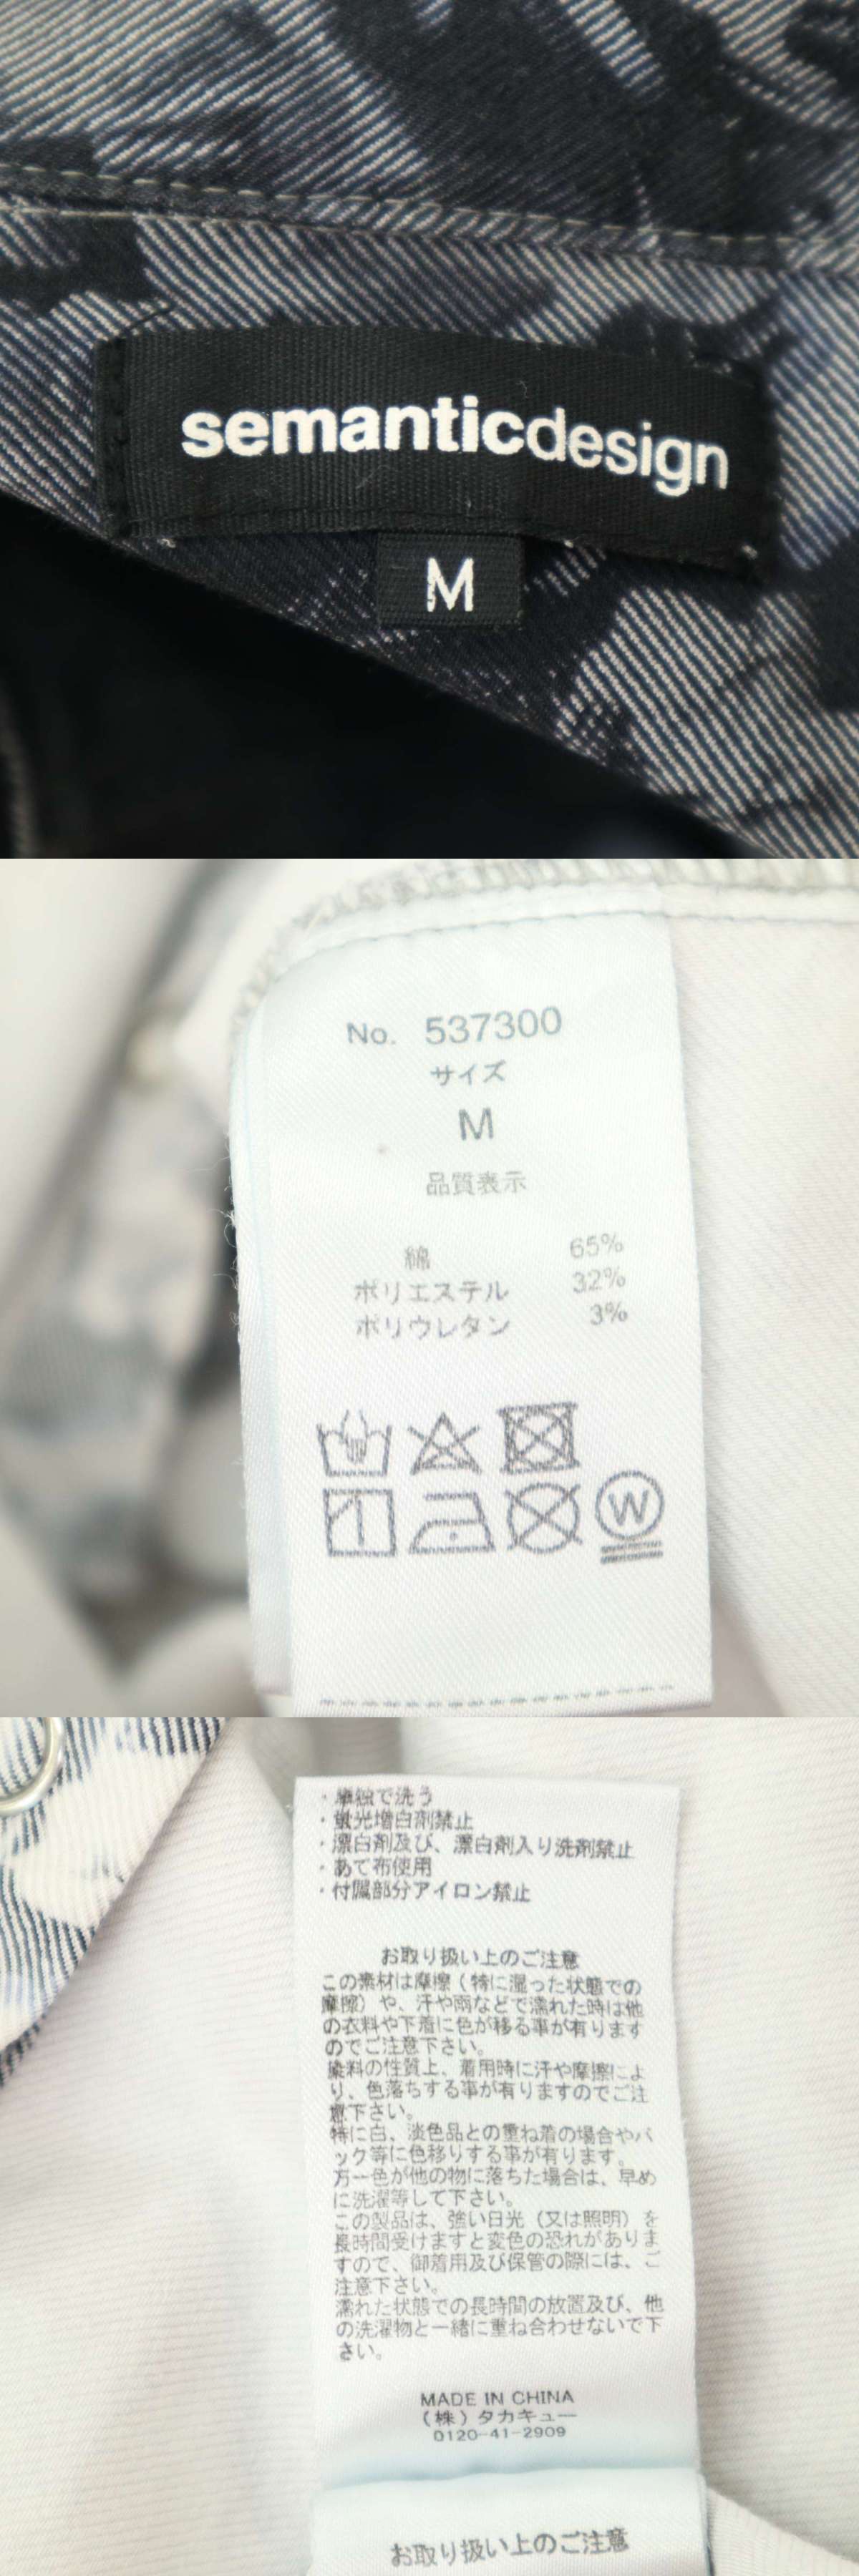 semanticdesign
M
No. 537300
サイズ
M
品質表示
綿 65%
ポリエステル 32%
ポリウレタン 3%
W
・単独で洗う
・蛍光増白剤禁止
・漂白剤及び、漂白剤入り洗剤禁止
・あて布使用
・付属部分アイロン禁止
お取り扱い上のご注意
この素材は摩擦(特に湿った状態での
摩擦)や、汗や雨などで濡れた時は他
の衣料や下着に色が移る事が有ります
のでご注意下さい。
染料の性質上、着用時に汗や摩擦によ
り、色落ちする事が有りますのでご注
意下さい。
特に白、淡色品との重ね着の場合やバ
ック等に色移りする事が有ります。
万一色が他の物に落ちた場合は、早め
に洗濯等して下さい。
この製品は、強い日光(又は照明)を
長時間受けますと変色の恐れがありま
すので、御着用及び保管の際には、ご
注意下さい。
濡れた状態での長時間の放置及び、他
の洗濯物と一緒に重ね合わせないで下
さい。
MADE IN CHINA
(株)タカキュー
0120-41-2909
お取り扱い上のご注意